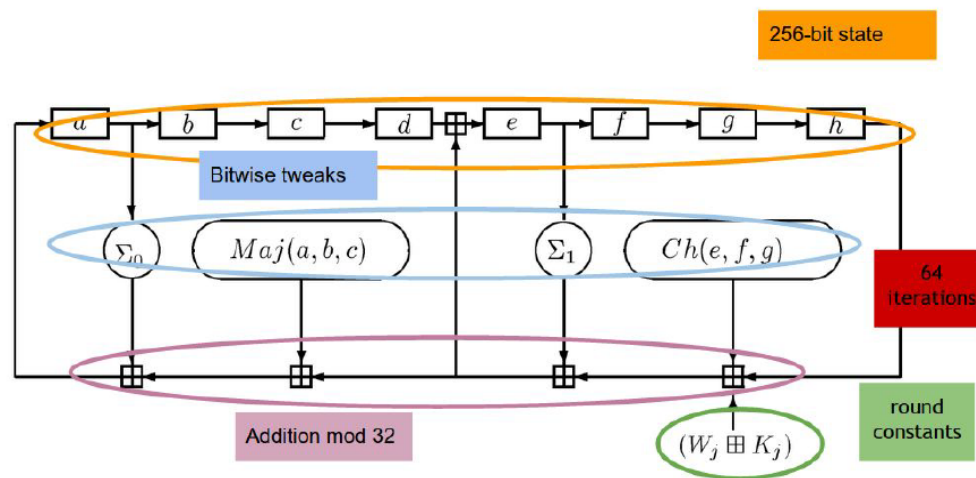 256-bit state
a b c d ⊞ e f g h
Bitwise tweaks
Σ₀ Maj(a, b, c) Σ₁ Ch(e, f, g)
64
iterations
⊞ ⊞ ⊞ ⊞
round
constants
Addition mod 32
(Wⱼ ⊞ Kⱼ)